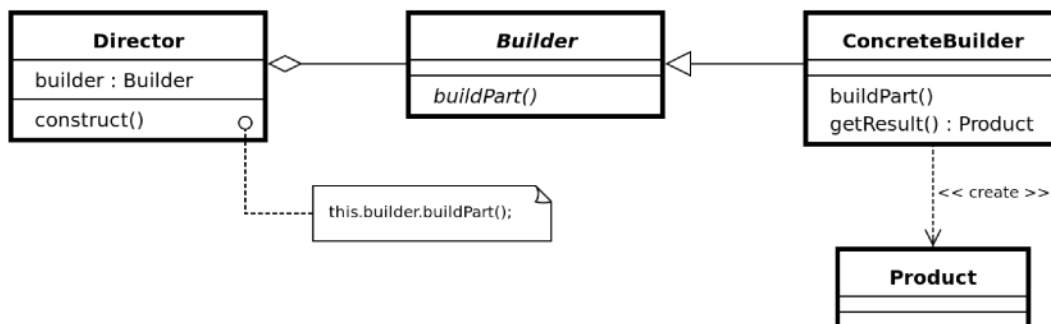 Director
builder : Builder
construct()
this.builder.buildPart();
Builder
buildPart()
ConcreteBuilder
buildPart()
getResult() : Product
<< create >>
Product